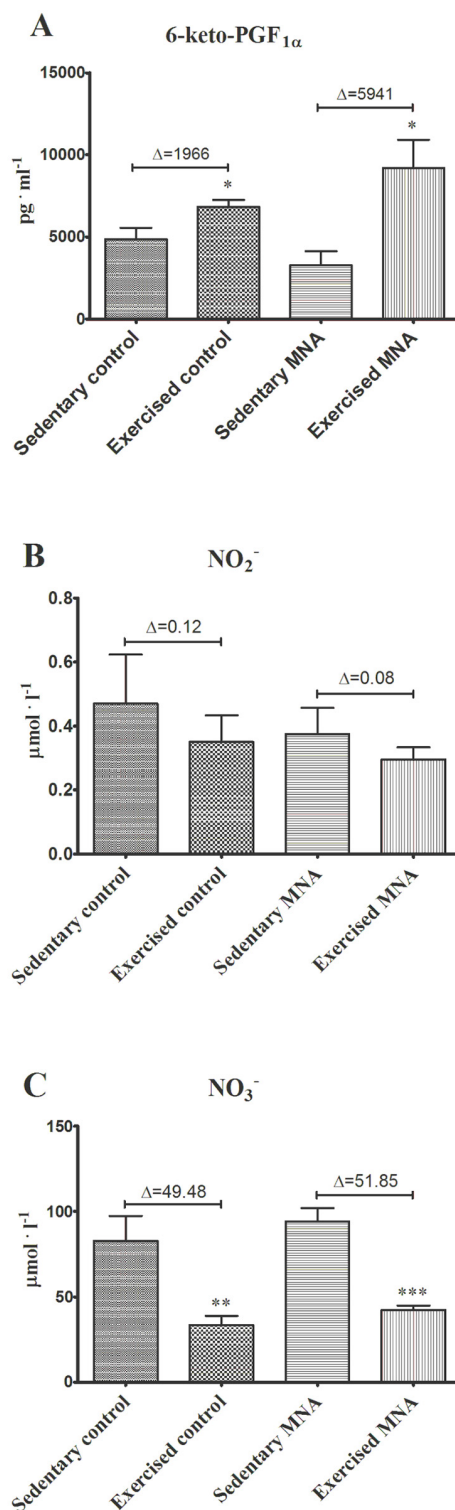 A
6-keto-PGF1α
15000
10000
5000
0
pg · ml-1
Δ=1966
*
Δ=5941
*
Sedentary control
Exercised control
Sedentary MNA
Exercised MNA
B
NO2-
0.8
0.6
0.4
0.2
0.0
μmol · l-1
Δ=0.12
Δ=0.08
Sedentary control
Exercised control
Sedentary MNA
Exercised MNA
C
NO3-
150
100
50
0
μmol · l-1
Δ=49.48
**
Δ=51.85
***
Sedentary control
Exercised control
Sedentary MNA
Exercised MNA